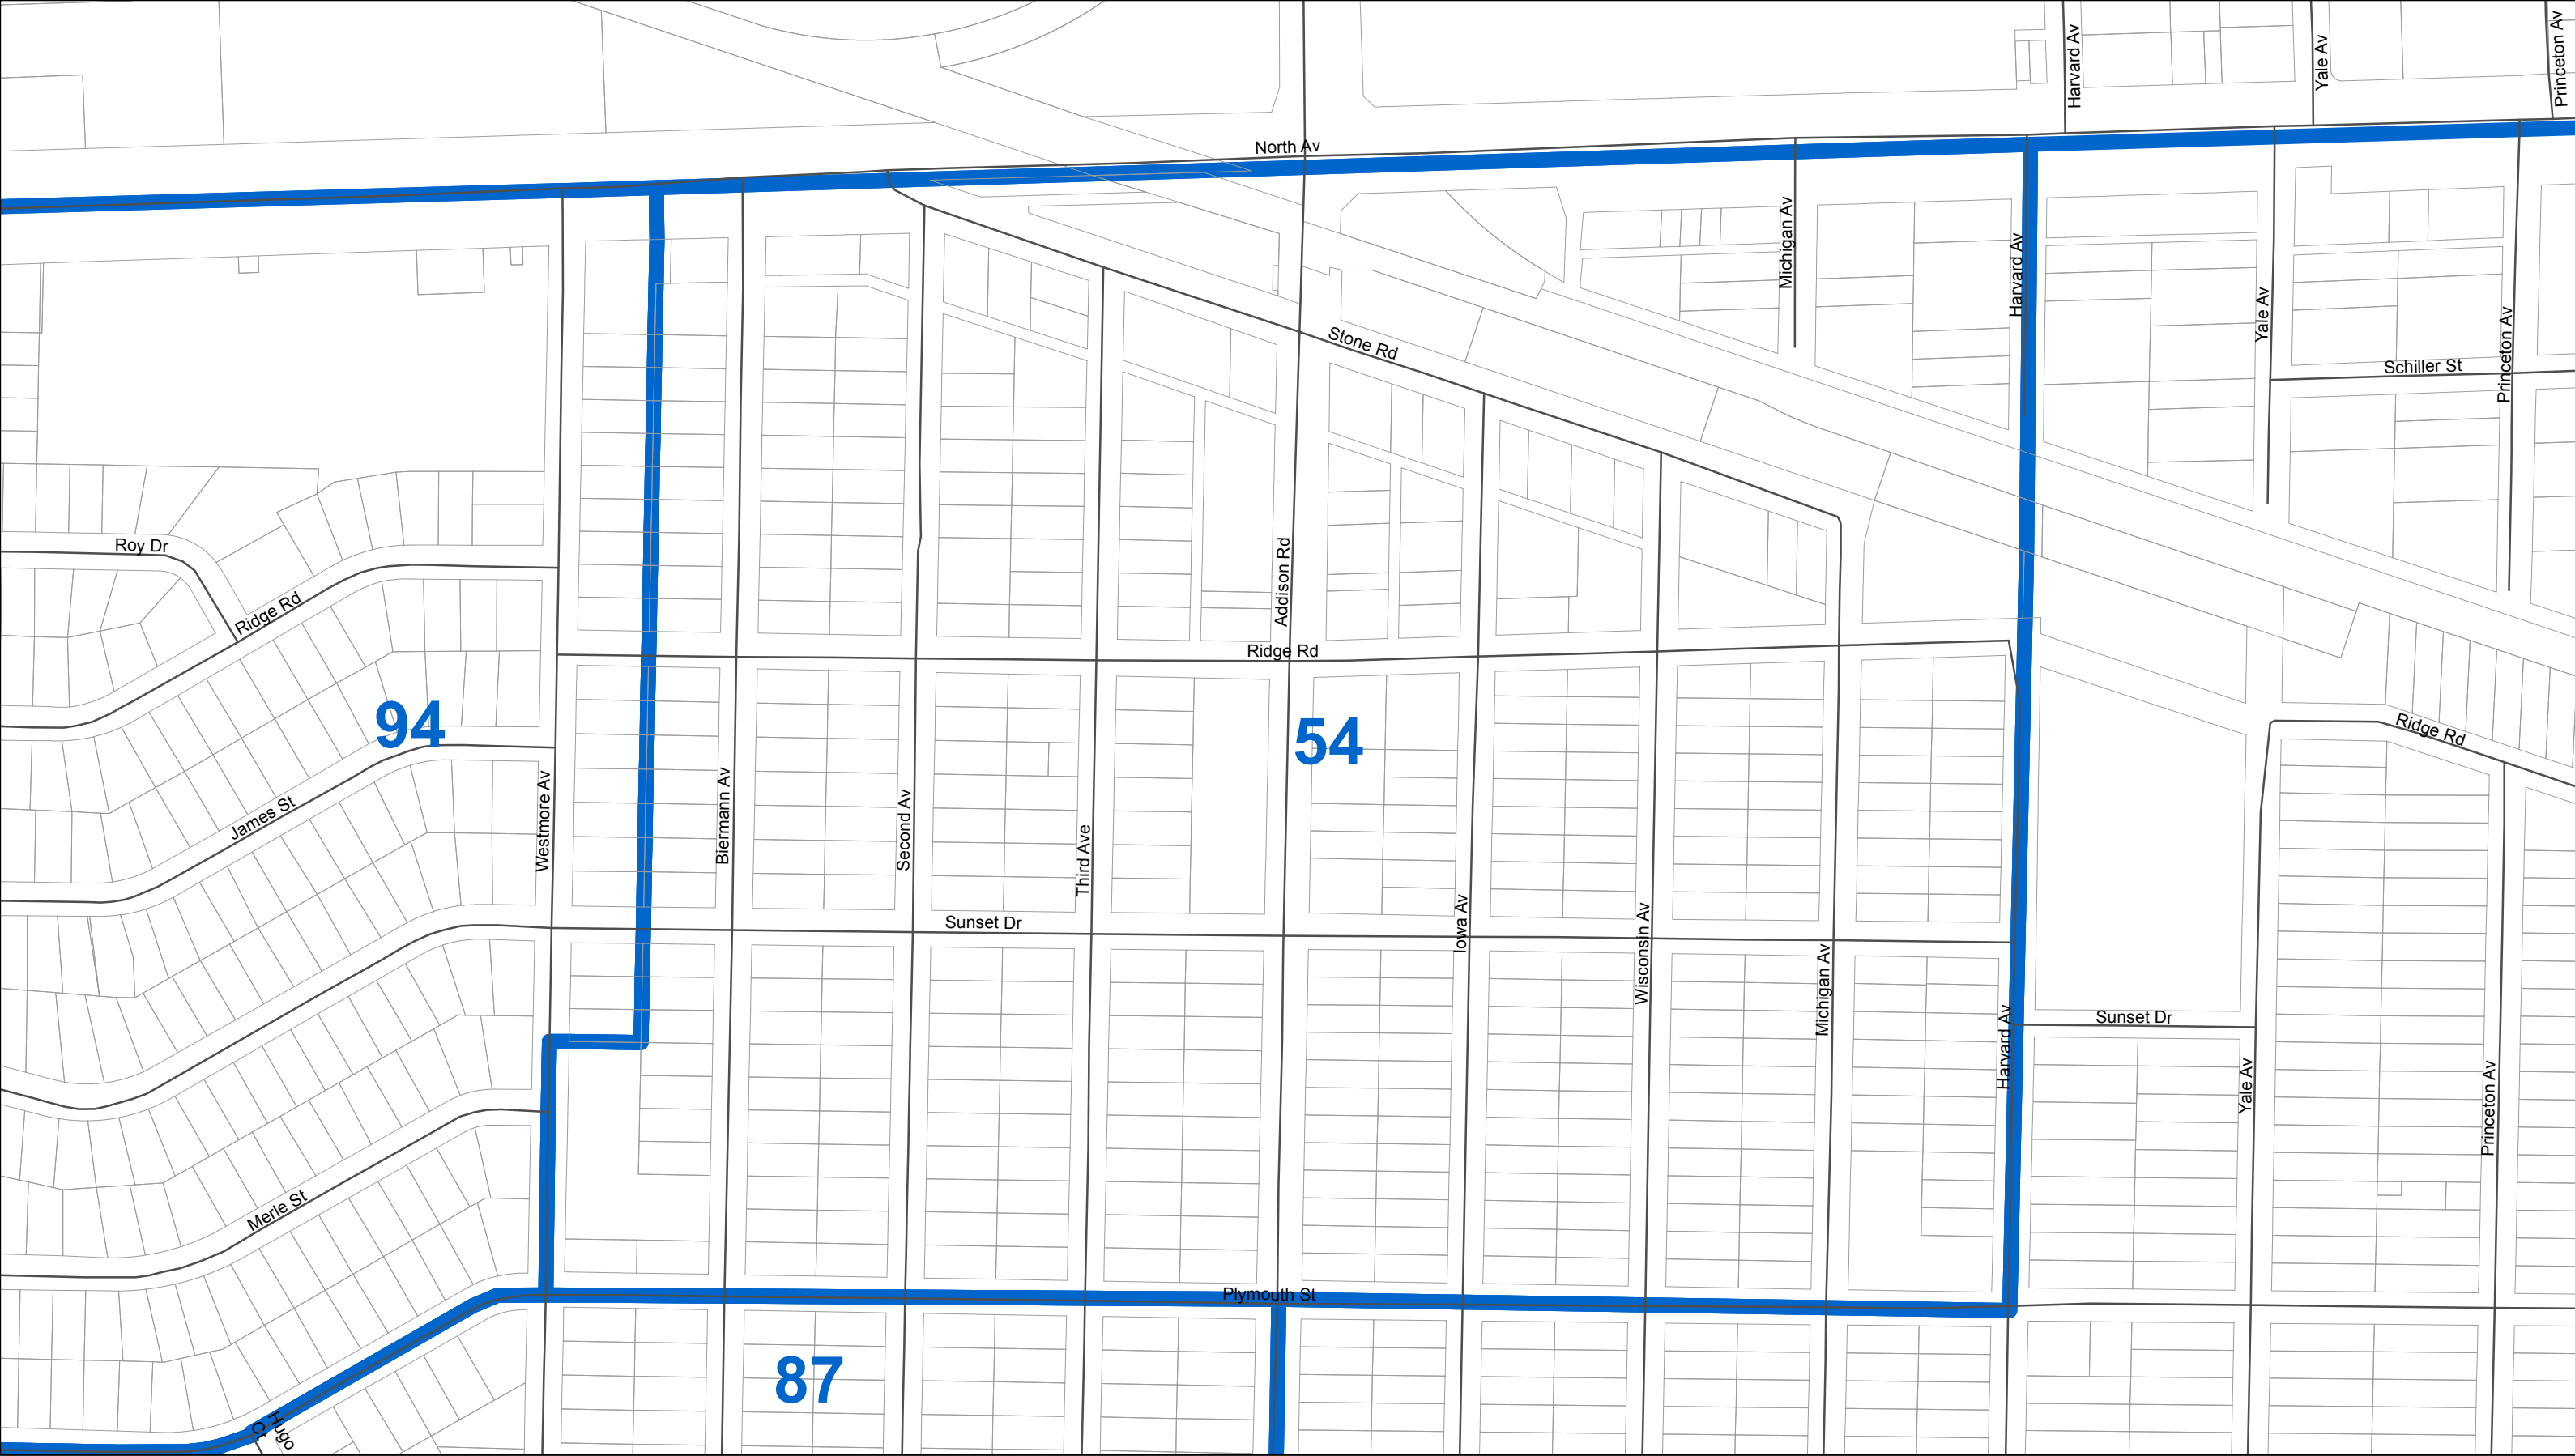 Harvard Av
Yale Av
Princeton Av
North Av
Michigan Av
Harvard Av
Yale Av
Princeton Av
Stone Rd
Schiller St
Roy Dr
Ridge Rd
Addison Rd
Ridge Rd
94
54
Ridge Rd
James St
Westmore Av
Biermann Av
Second Av
Third Ave
Iowa Av
Wisconsin Av
Michigan Av
Sunset Dr
Harvard Av
Sunset Dr
Yale Av
Princeton Av
Merle St
Plymouth St
87
Hugo
Ct